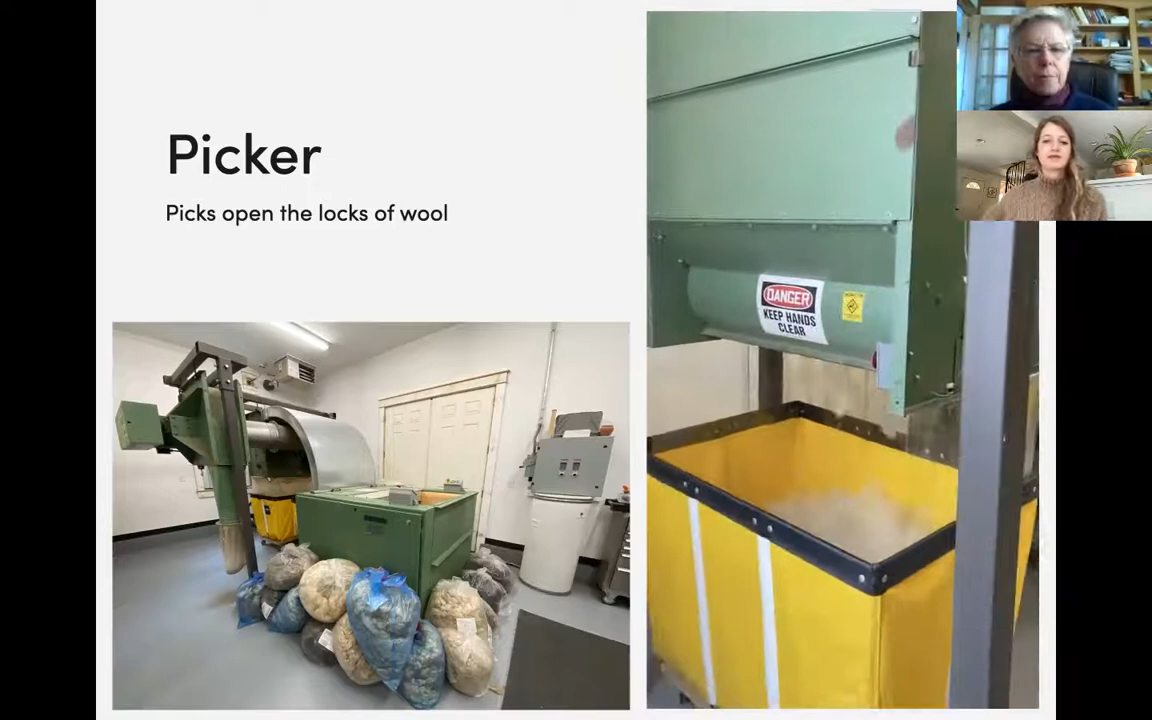 Picker
Picks open the locks of wool
DANGER
KEEP HANDS
CLEAR